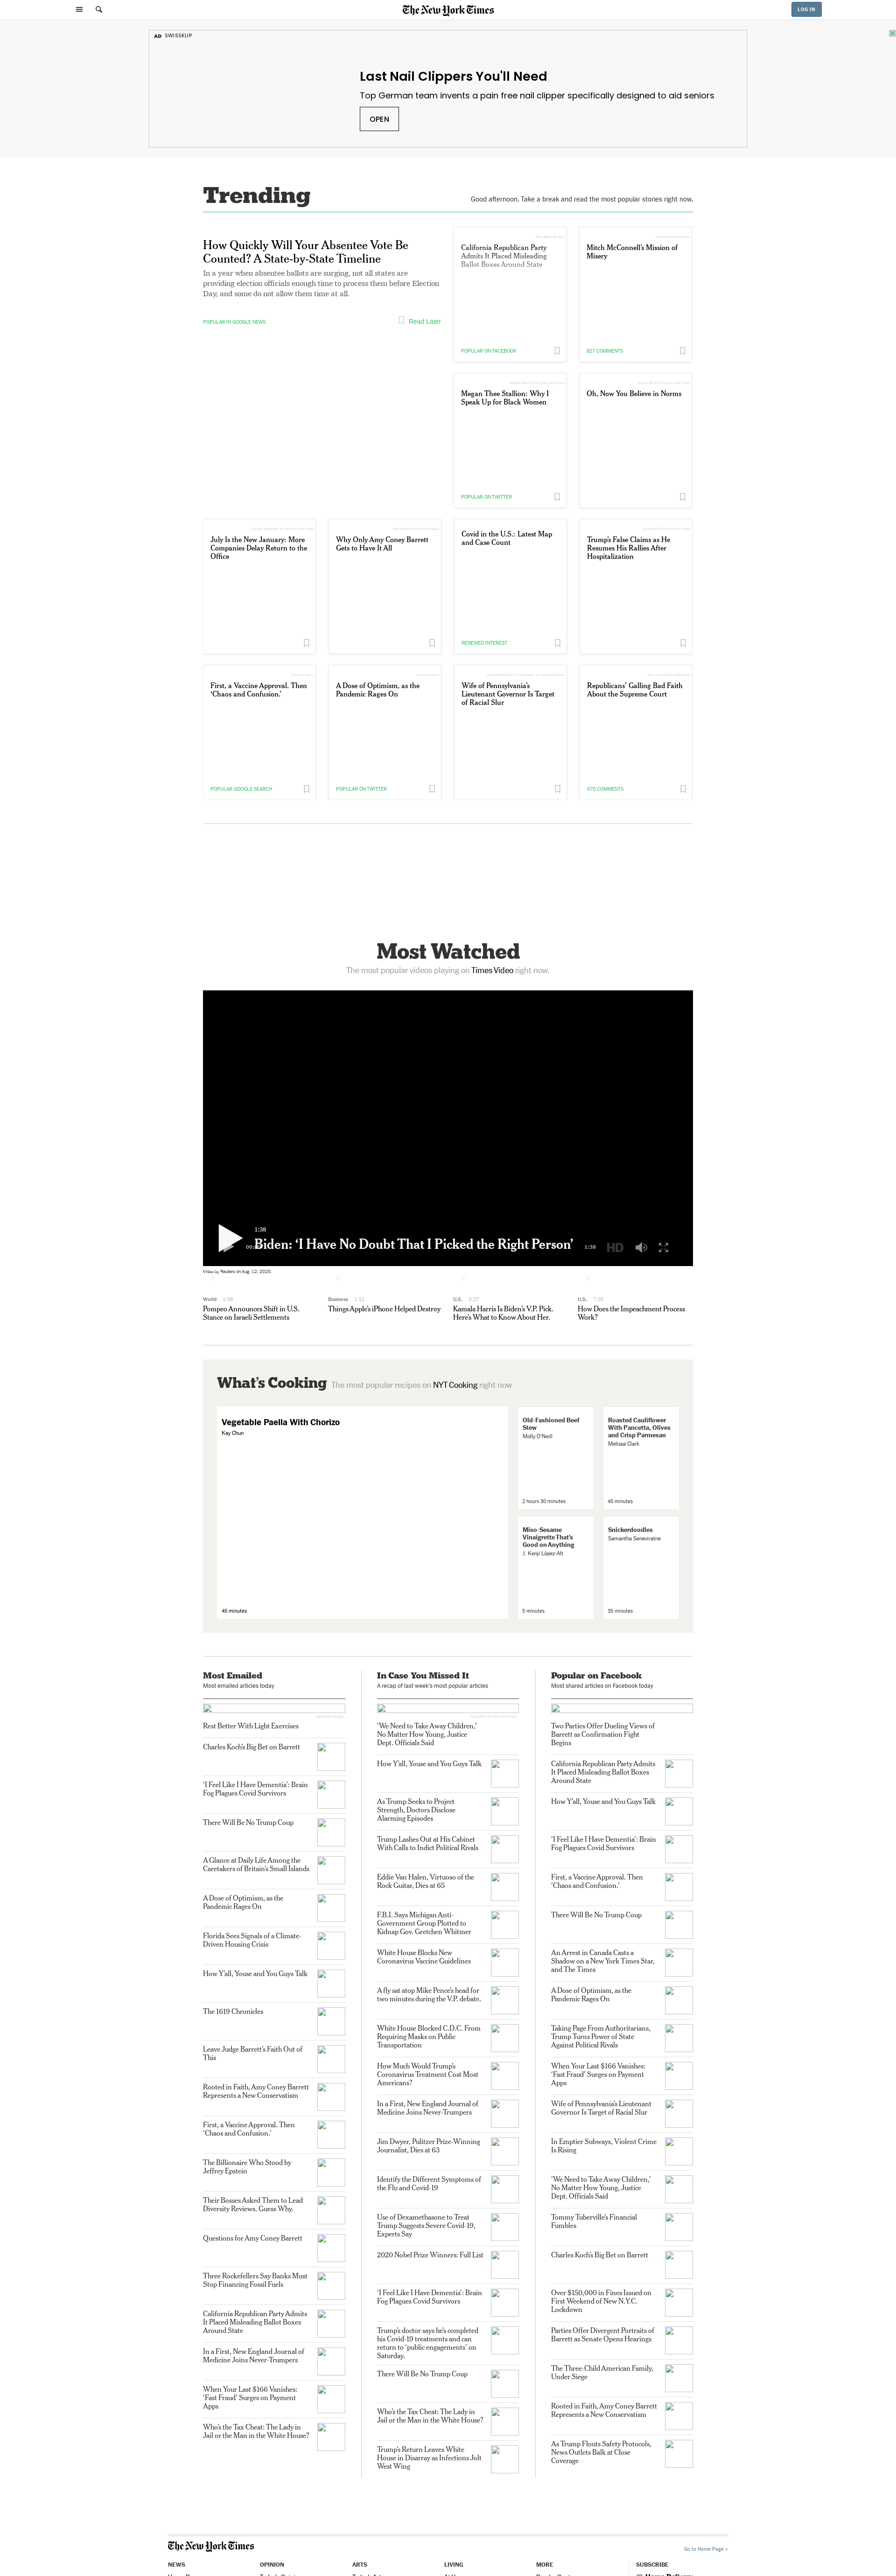 The New York Times
LOG IN
AD SWISSKLIP
Last Nail Clippers You'll Need
Top German team invents a pain free nail clipper specifically designed to aid seniors
OPEN
Trending
Good afternoon. Take a break and read the most popular stories right now.
How Quickly Will Your Absentee Vote Be
Counted? A State-by-State Timeline
In a year when absentee ballots are surging, not all states are
providing election officials enough time to process them before Election
Day, and some do not allow them time at all.
POPULAR IN GOOGLE NEWS
Read Later
California Republican Party
Admits It Placed Misleading
Ballot Boxes Around State
POPULAR ON FACEBOOK
Mitch McConnell's Mission of
Misery
827 COMMENTS
Megan Thee Stallion: Why I
Speak Up for Black Women
POPULAR ON TWITTER
Oh, Now You Believe in Norms
July Is the New January: More
Companies Delay Return to the
Office
Why Only Amy Coney Barrett
Gets to Have It All
Covid in the U.S.: Latest Map
and Case Count
RENEWED INTEREST
Trump's False Claims as He
Resumes His Rallies After
Hospitalization
First, a Vaccine Approval. Then
'Chaos and Confusion.'
POPULAR GOOGLE SEARCH
A Dose of Optimism, as the
Pandemic Rages On
POPULAR ON TWITTER
Wife of Pennsylvania's
Lieutenant Governor Is Target
of Racial Slur
Republicans' Galling Bad Faith
About the Supreme Court
970 COMMENTS
Most Watched
The most popular videos playing on Times Video right now.
1:38
Biden: 'I Have No Doubt That I Picked the Right Person'
1:38
HD
Video by Reuters on Aug. 12, 2020.
World 1:09
Pompeo Announces Shift in U.S.
Stance on Israeli Settlements
Business 1:01
Things Apple's iPhone Helped Destroy
U.S. 3:27
Kamala Harris Is Biden's V.P. Pick.
Here's What to Know About Her.
U.S. 7:03
How Does the Impeachment Process
Work?
What's Cooking The most popular recipes on NYT Cooking right now
Vegetable Paella With Chorizo
Kay Chun
45 minutes
Old-Fashioned Beef
Stew
Molly O'Neill
2 hours 30 minutes
Roasted Cauliflower
With Pancetta, Olives
and Crisp Parmesan
Melissa Clark
45 minutes
Miso-Sesame
Vinaigrette That's
Good on Anything
J. Kenji López-Alt
5 minutes
Snickerdoodles
Samantha Seneviratne
35 minutes
Most Emailed
Most emailed articles today
Rest Better With Light Exercises
Charles Koch's Big Bet on Barrett
'I Feel Like I Have Dementia': Brain
Fog Plagues Covid Survivors
There Will Be No Trump Coup
A Glance at Daily Life Among the
Caretakers of Britain's Small Islands
A Dose of Optimism, as the
Pandemic Rages On
Florida Sees Signals of a Climate-
Driven Housing Crisis
How Y'all, Youse and You Guys Talk
The 1619 Chronicles
Leave Judge Barrett's Faith Out of
This
Rooted in Faith, Amy Coney Barrett
Represents a New Conservatism
First, a Vaccine Approval. Then
'Chaos and Confusion.'
The Billionaire Who Stood by
Jeffrey Epstein
Their Bosses Asked Them to Lead
Diversity Reviews. Guess Why.
Questions for Amy Coney Barrett
Three Rockefellers Say Banks Must
Stop Financing Fossil Fuels
California Republican Party Admits
It Placed Misleading Ballot Boxes
Around State
In a First, New England Journal of
Medicine Joins Never-Trumpers
When Your Last $166 Vanishes:
'Fast Fraud' Surges on Payment
Apps
Who's the Tax Cheat: The Lady in
Jail or the Man in the White House?
In Case You Missed It
A recap of last week's most popular articles
'We Need to Take Away Children,'
No Matter How Young, Justice
Dept. Officials Said
How Y'all, Youse and You Guys Talk
As Trump Seeks to Project
Strength, Doctors Disclose
Alarming Episodes
Trump Lashes Out at His Cabinet
With Calls to Indict Political Rivals
Eddie Van Halen, Virtuoso of the
Rock Guitar, Dies at 65
F.B.I. Says Michigan Anti-
Government Group Plotted to
Kidnap Gov. Gretchen Whitmer
White House Blocks New
Coronavirus Vaccine Guidelines
A fly sat atop Mike Pence's head for
two minutes during the V.P. debate.
White House Blocked C.D.C. From
Requiring Masks on Public
Transportation
How Much Would Trump's
Coronavirus Treatment Cost Most
Americans?
In a First, New England Journal of
Medicine Joins Never-Trumpers
Jim Dwyer, Pulitzer Prize-Winning
Journalist, Dies at 63
Identify the Different Symptoms of
the Flu and Covid-19
Use of Dexamethasone to Treat
Trump Suggests Severe Covid-19,
Experts Say
2020 Nobel Prize Winners: Full List
'I Feel Like I Have Dementia': Brain
Fog Plagues Covid Survivors
Trump's doctor says he's completed
his Covid-19 treatments and can
return to 'public engagements' on
Saturday.
There Will Be No Trump Coup
Who's the Tax Cheat: The Lady in
Jail or the Man in the White House?
Trump's Return Leaves White
House in Disarray as Infections Jolt
West Wing
Popular on Facebook
Most shared articles on Facebook today
Two Parties Offer Dueling Views of
Barrett as Confirmation Fight
Begins
California Republican Party Admits
It Placed Misleading Ballot Boxes
Around State
How Y'all, Youse and You Guys Talk
'I Feel Like I Have Dementia': Brain
Fog Plagues Covid Survivors
First, a Vaccine Approval. Then
'Chaos and Confusion.'
There Will Be No Trump Coup
An Arrest in Canada Casts a
Shadow on a New York Times Star,
and The Times
A Dose of Optimism, as the
Pandemic Rages On
Taking Page From Authoritarians,
Trump Turns Power of State
Against Political Rivals
When Your Last $166 Vanishes:
'Fast Fraud' Surges on Payment
Apps
Wife of Pennsylvania's Lieutenant
Governor Is Target of Racial Slur
In Emptier Subways, Violent Crime
Is Rising
'We Need to Take Away Children,'
No Matter How Young, Justice
Dept. Officials Said
Tommy Tuberville's Financial
Fumbles
Charles Koch's Big Bet on Barrett
Over $150,000 in Fines Issued on
First Weekend of New N.Y.C.
Lockdown
Parties Offer Divergent Portraits of
Barrett as Senate Opens Hearings
The Three-Child American Family,
Under Siege
Rooted in Faith, Amy Coney Barrett
Represents a New Conservatism
As Trump Flouts Safety Protocols,
News Outlets Balk at Close
Coverage
The New York Times
Go to Home Page »
NEWS
OPINION
ARTS
LIVING
MORE
SUBSCRIBE